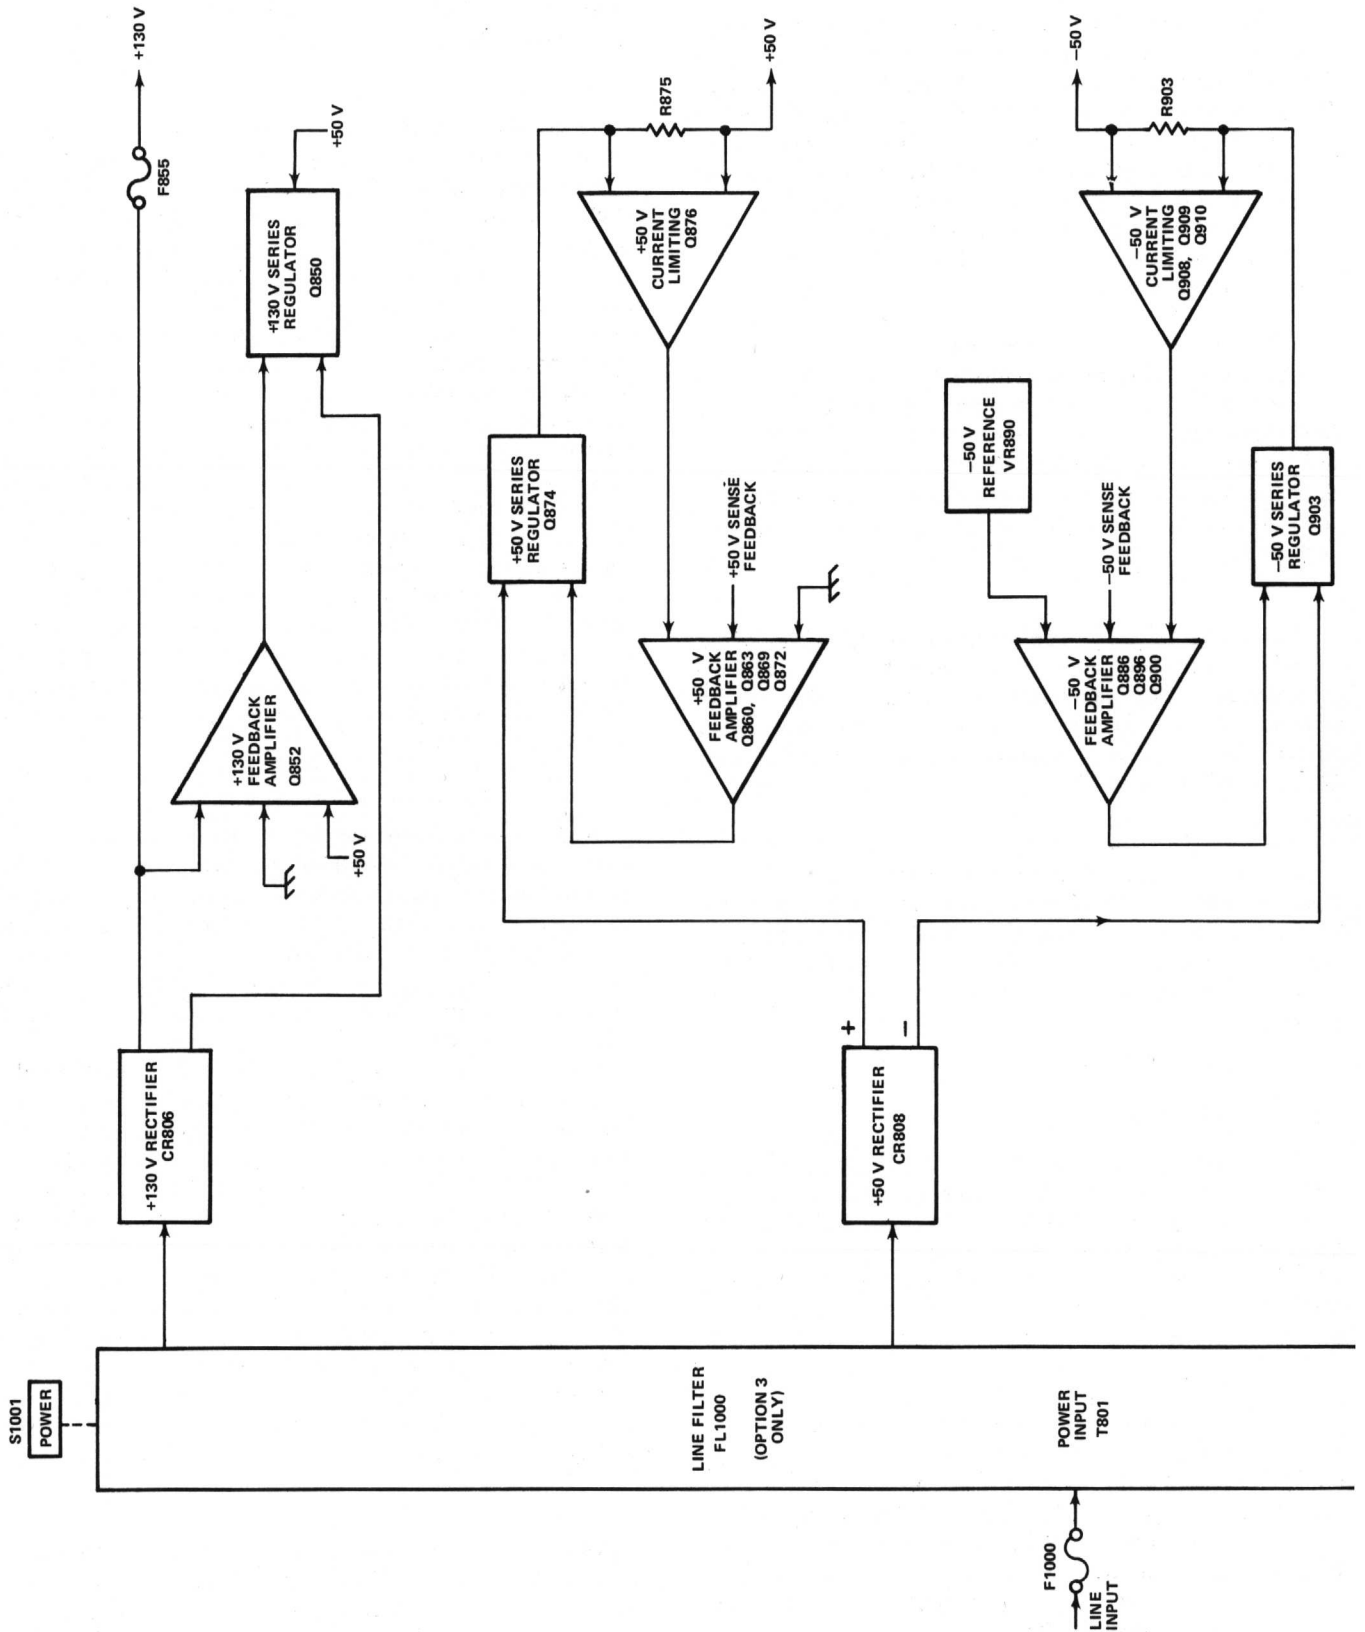 S1001
POWER
LINE FILTER
FL1000
(OPTION 3
ONLY)
POWER
INPUT
T801
F1000
LINE
INPUT
+130 V RECTIFIER
CR806
+130 V
FEEDBACK
AMPLIFIER
Q852
+50 V
+130 V SERIES
REGULATOR
Q850
+50 V
F855
+130 V
+50 V RECTIFIER
CR808
+
−
+50 V SERIES
REGULATOR
Q874
+50 V
FEEDBACK
AMPLIFIER
Q860, Q863
Q869
Q872
+50 V SENSE
FEEDBACK
+50 V
CURRENT
LIMITING
Q876
R875
+50 V
−50 V
FEEDBACK
AMPLIFIER
Q886
Q896
Q900
−50 V SENSE
FEEDBACK
−50 V
REFERENCE
VR890
−50 V SERIES
REGULATOR
Q903
−50 V
CURRENT
LIMITING
Q908, Q909
Q910
R903
−50 V